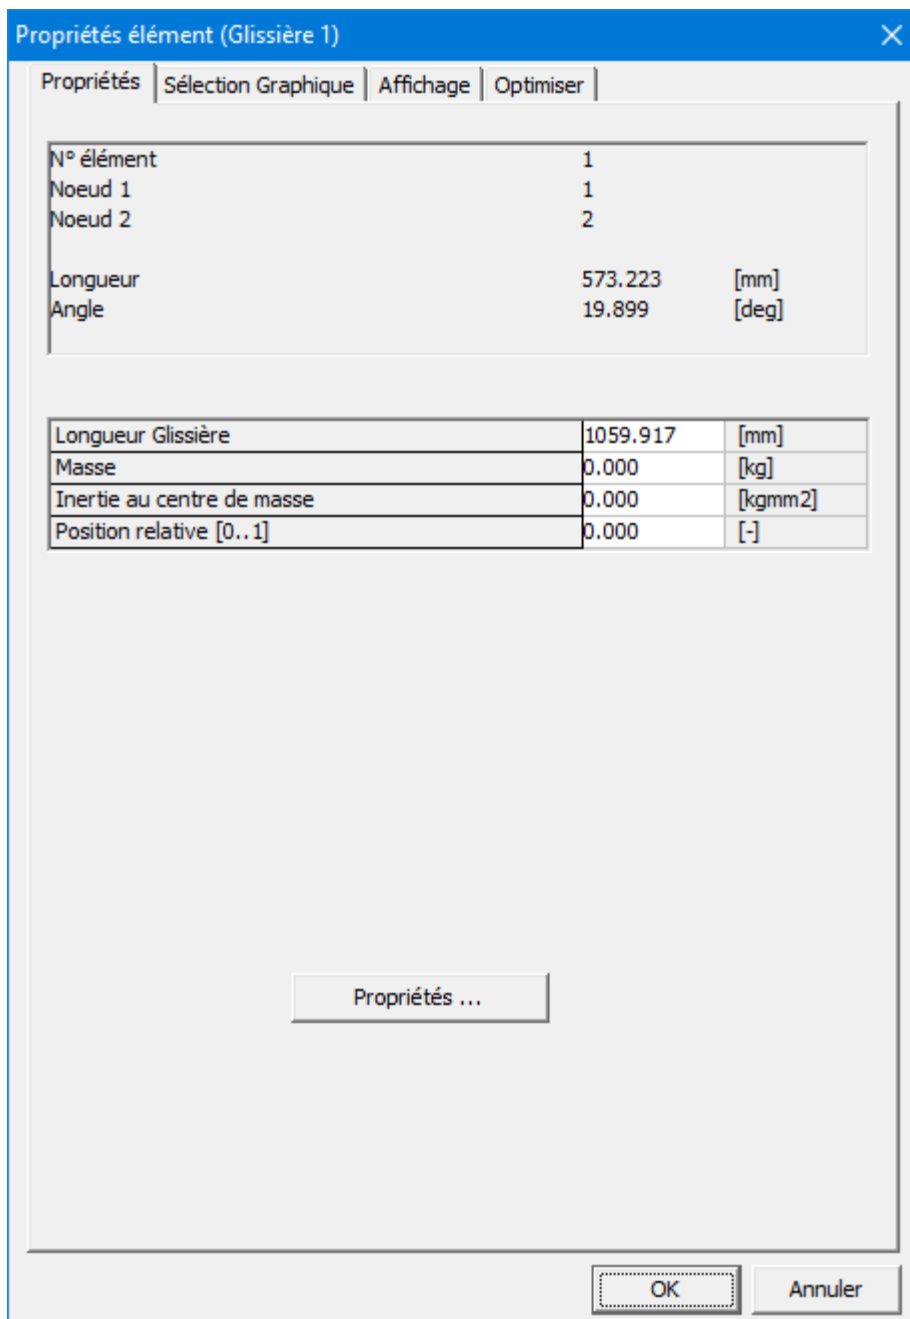 Propriétés élément (Glissière 1)
Propriétés Sélection Graphique Affichage Optimiser
N° élément 1
Noeud 1 1
Noeud 2 2
Longueur 573.223 [mm]
Angle 19.899 [deg]
Longueur Glissière 1059.917 [mm]
Masse 0.000 [kg]
Inertie au centre de masse 0.000 [kgmm2]
Position relative [0..1] 0.000 [-]
Propriétés ...
OK Annuler